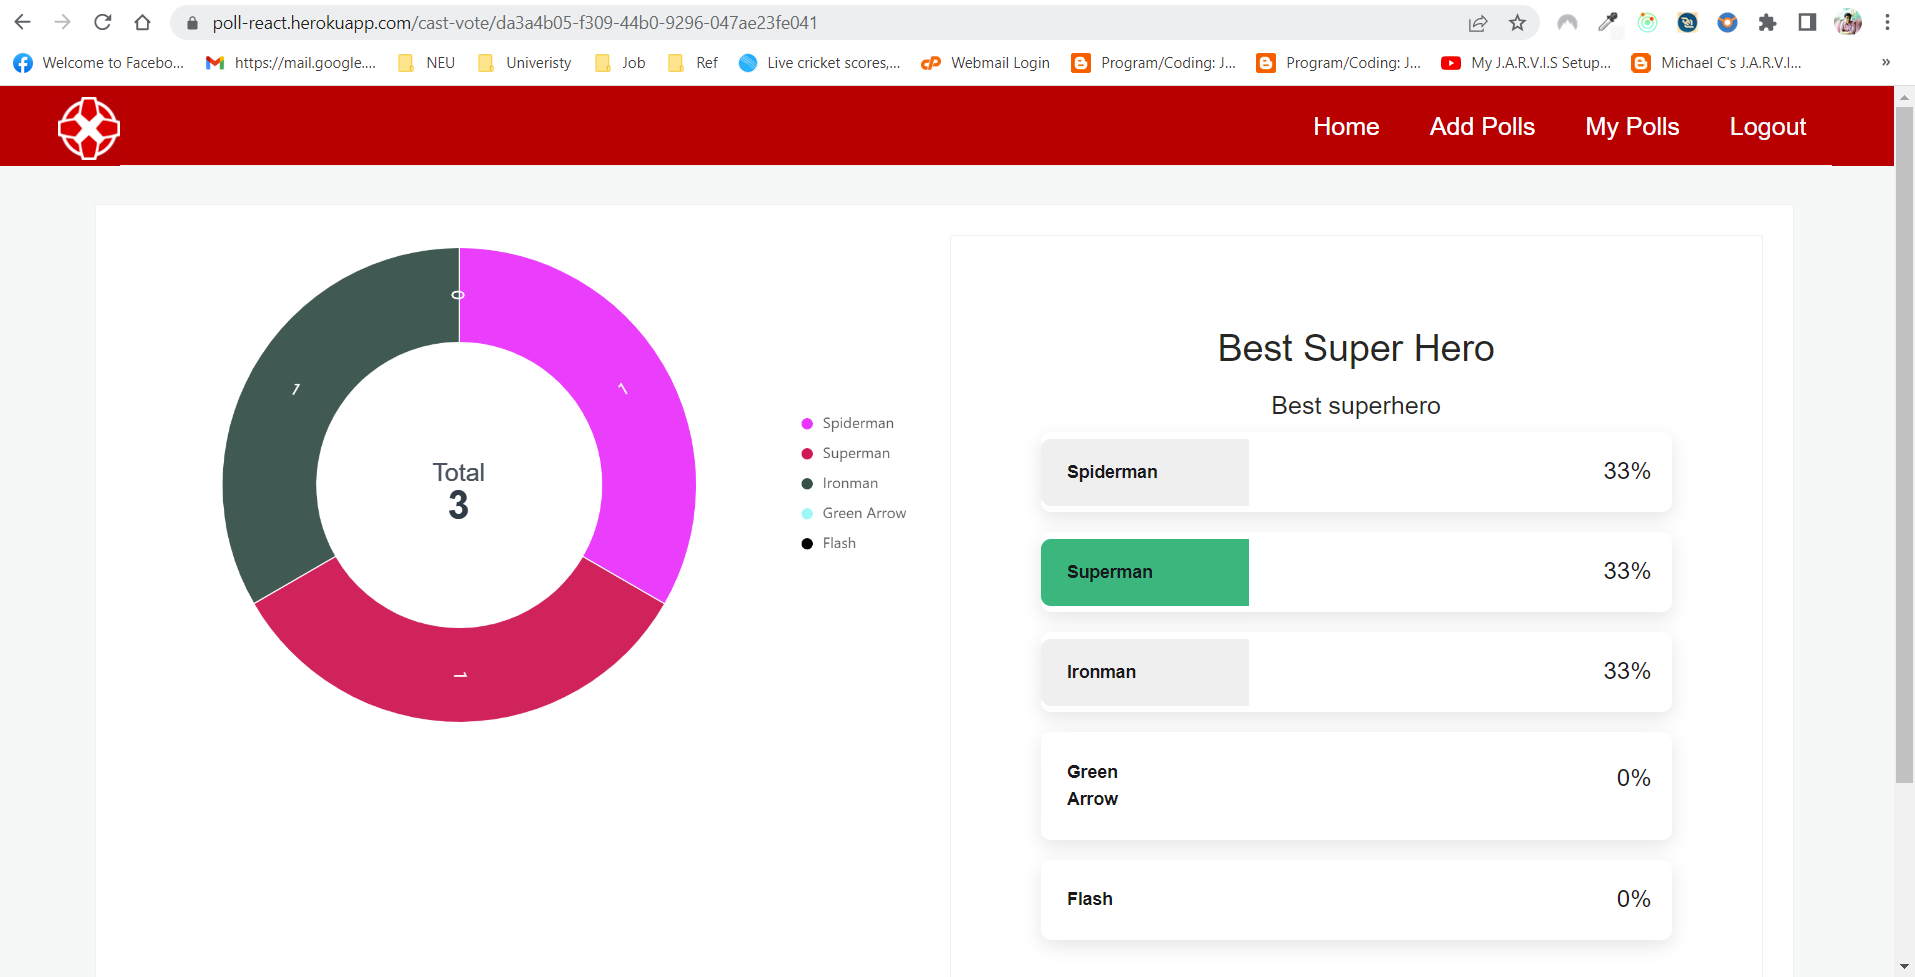 poll-react.herokuapp.com/cast-vote/da3a4b05-f309-44b0-9296-047ae23fe041
Welcome to Facebo... https://mail.google.... NEU Univeristy Job Ref Live cricket scores,... Webmail Login Program/Coding: J... Program/Coding: J... My J.A.R.V.I.S Setup... Michael C's J.A.R.V.I... »
Home Add Polls My Polls Logout
0
1
1
1
Total
3
Spiderman
Superman
Ironman
Green Arrow
Flash
Best Super Hero
Best superhero
Spiderman 33%
Superman 33%
Ironman 33%
Green
Arrow
0%
Flash 0%